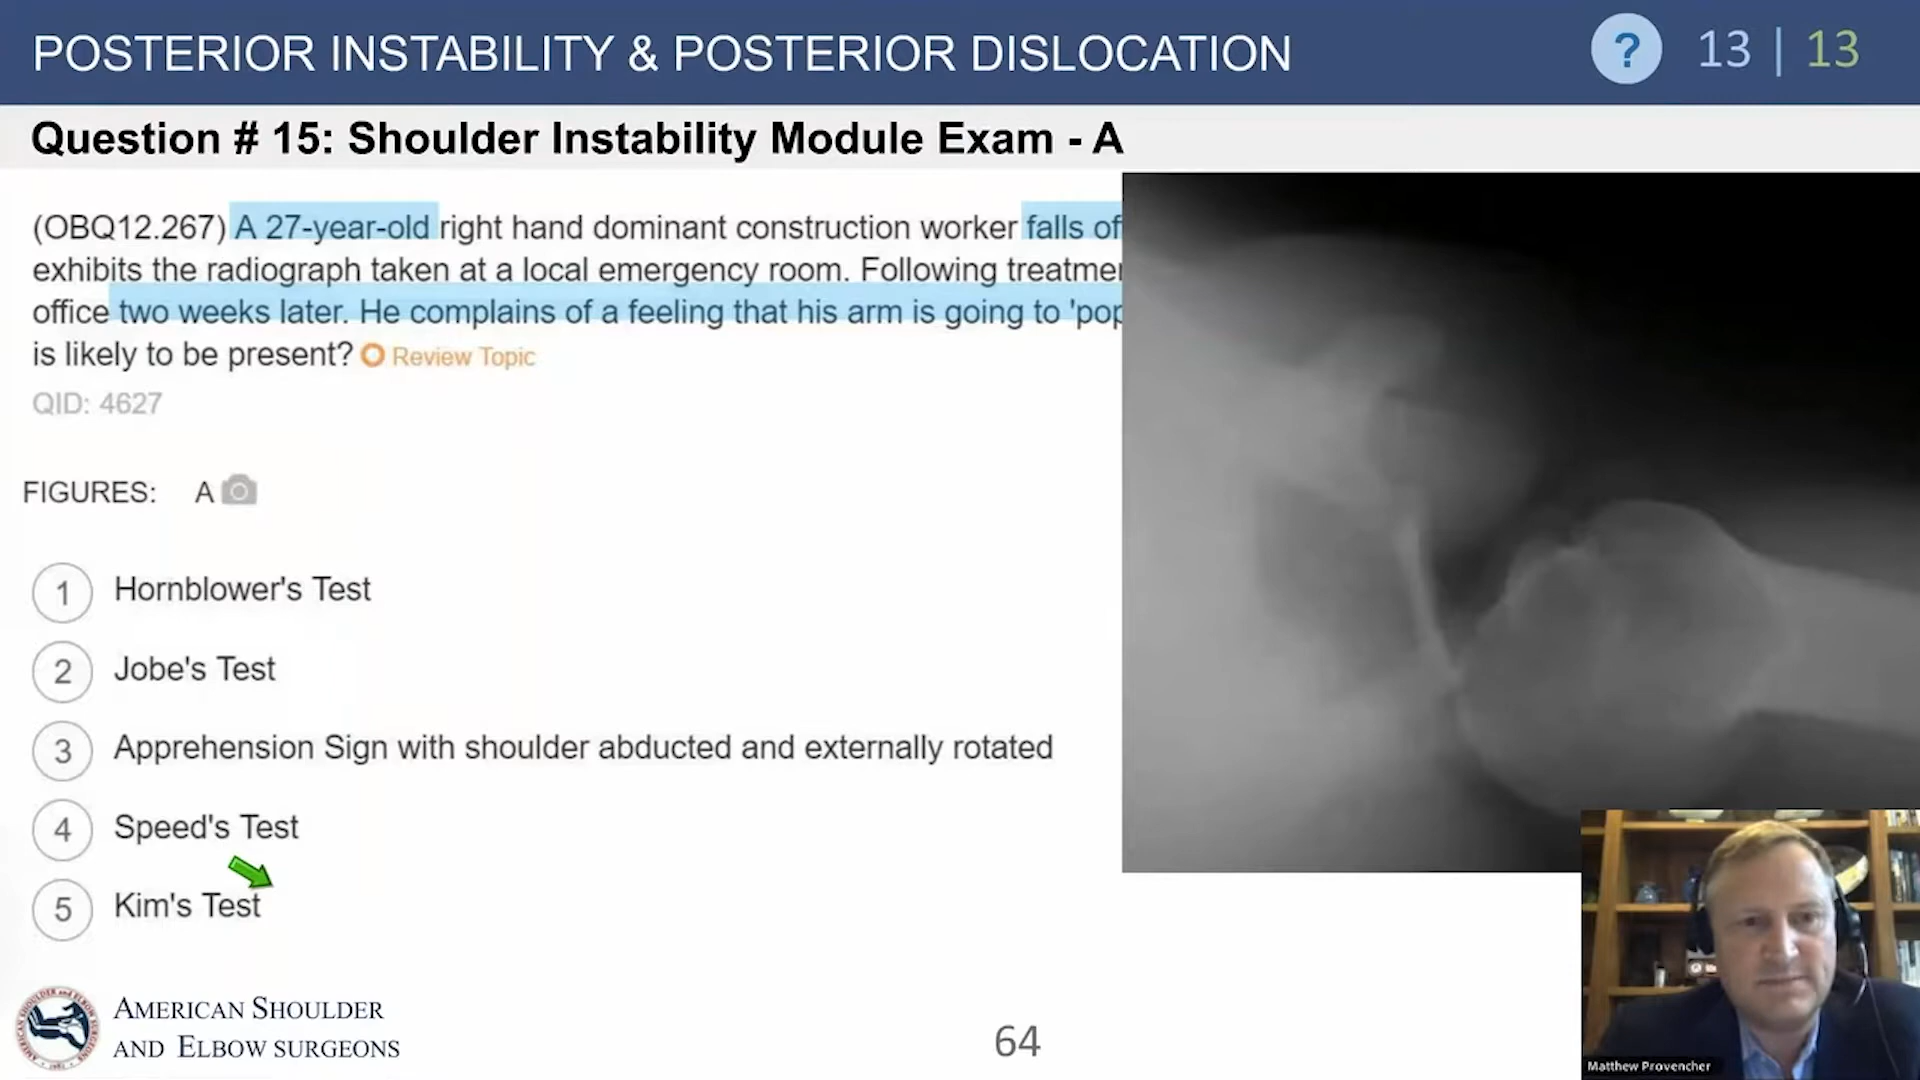 POSTERIOR INSTABILITY & POSTERIOR DISLOCATION
? 13 | 13
Question # 15: Shoulder Instability Module Exam - A
(OBQ12.267) A 27-year-old right hand dominant construction worker falls of
exhibits the radiograph taken at a local emergency room. Following treatmen
office two weeks later. He complains of a feeling that his arm is going to 'pop
is likely to be present? Review Topic
QID: 4627
FIGURES: A
1 Hornblower's Test
2 Jobe's Test
3 Apprehension Sign with shoulder abducted and externally rotated
4 Speed's Test
5 Kim's Test
AMERICAN SHOULDER
AND ELBOW SURGEONS
64
Matthew Provencher